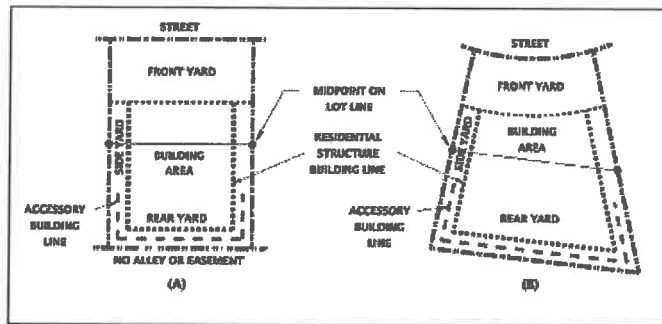 STREET
FRONT YARD
SIDE YARD
BUILDING
AREA
ACCESSORY
BUILDING
LINE
REAR YARD
NO ALLEY OR EASEMENT
(A)
MIDPOINT ON
LOT LINE
RESIDENTIAL
STRUCTURE
BUILDING LINE
STREET
FRONT YARD
BUILDING
AREA
SIDE YARD
ACCESSORY
BUILDING
LINE
REAR YARD
(B)